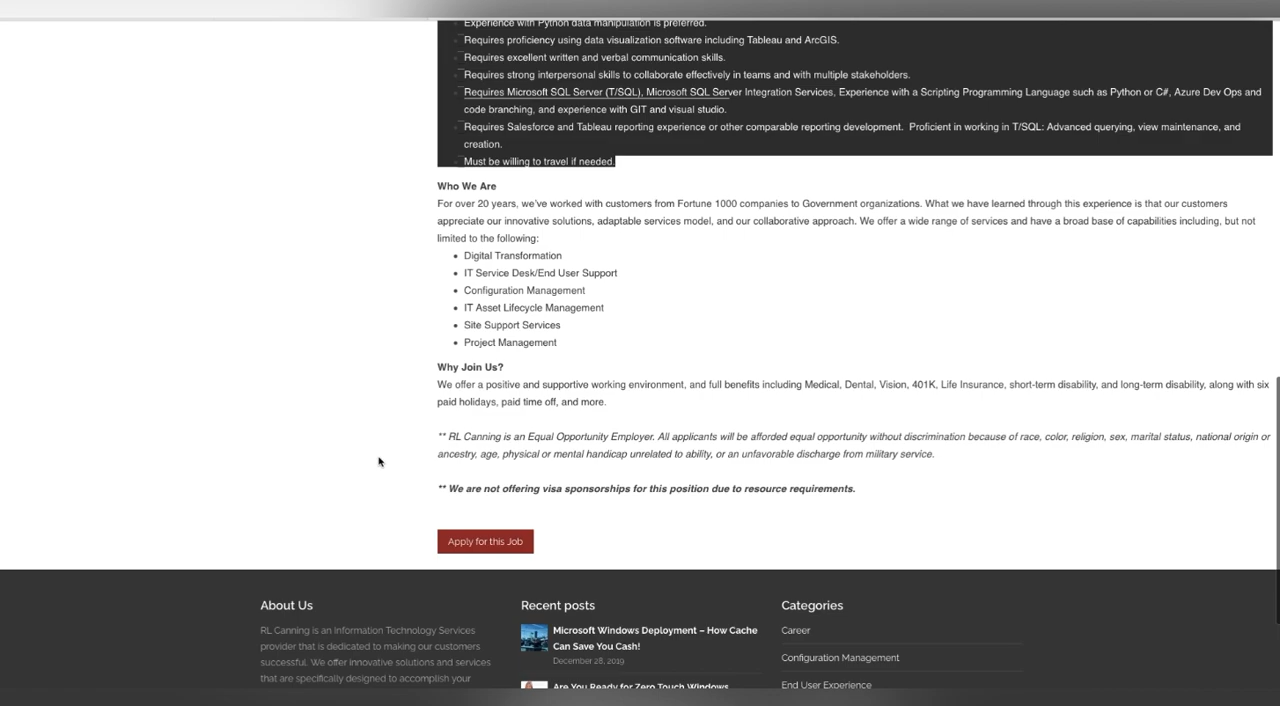 Experience with Python data manipulation is preferred.
Requires proficiency using data visualization software including Tableau and ArcGIS.
Requires excellent written and verbal communication skills.
Requires strong interpersonal skills to collaborate effectively in teams and with multiple stakeholders.
Requires Microsoft SQL Server (T/SQL), Microsoft SQL Server Integration Services, Experience with a Scripting Programming Language such as Python or C#, Azure Dev Ops and
code branching, and experience with GIT and visual studio.
Requires Salesforce and Tableau reporting experience or other comparable reporting development. Proficient in working in T/SQL: Advanced querying, view maintenance, and
creation.
Must be willing to travel if needed.
Who We Are
For over 20 years, we've worked with customers from Fortune 1000 companies to Government organizations. What we have learned through this experience is that our customers
appreciate our innovative solutions, adaptable services model, and our collaborative approach. We offer a wide range of services and have a broad base of capabilities including, but not
limited to the following:
Digital Transformation
IT Service Desk/End User Support
Configuration Management
IT Asset Lifecycle Management
Site Support Services
Project Management
Why Join Us?
We offer a positive and supportive working environment, and full benefits including Medical, Dental, Vision, 401K, Life Insurance, short-term disability, and long-term disability, along with six
paid holidays, paid time off, and more.
** RL Canning is an Equal Opportunity Employer. All applicants will be afforded equal opportunity without discrimination because of race, color, religion, sex, marital status, national origin or
ancestry, age, physical or mental handicap unrelated to ability, or an unfavorable discharge from military service.
** We are not offering visa sponsorships for this position due to resource requirements.
Apply for this Job
About Us
RL Canning is an Information Technology Services
provider that is dedicated to making our customers
successful. We offer innovative solutions and services
that are specifically designed to accomplish your
Recent posts
Microsoft Windows Deployment – How Cache
Can Save You Cash!
December 28, 2019
Are You Ready for Zero Touch Windows
Categories
Career
Configuration Management
End User Experience